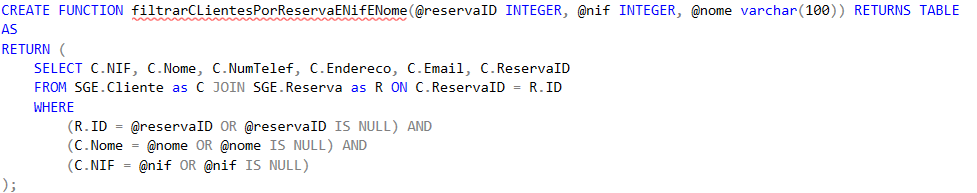 CREATE FUNCTION filtrarCLientesPorReservaENifENome(@reservaID INTEGER, @nif INTEGER, @nome varchar(100)) RETURNS TABLE
AS
RETURN (
    SELECT C.NIF, C.Nome, C.NumTelef, C.Endereco, C.Email, C.ReservaID
    FROM SGE.Cliente as C JOIN SGE.Reserva as R ON C.ReservaID = R.ID
    WHERE
        (R.ID = @reservaID OR @reservaID IS NULL) AND
        (C.Nome = @nome OR @nome IS NULL) AND
        (C.NIF = @nif OR @nif IS NULL)
);